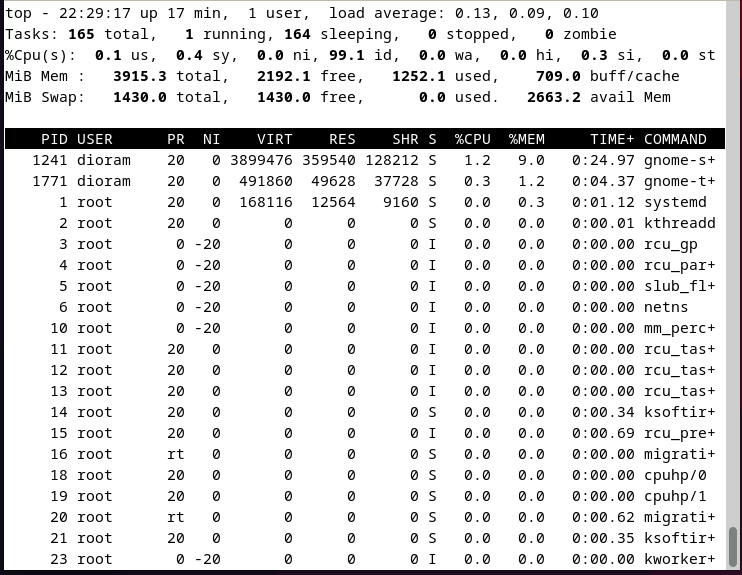 top - 22:29:17 up 17 min,  1 user,  load average: 0.13, 0.09, 0.10
Tasks: 165 total,   1 running, 164 sleeping,   0 stopped,   0 zombie
%Cpu(s):  0.1 us,  0.4 sy,  0.0 ni, 99.1 id,  0.0 wa,  0.0 hi,  0.3 si,  0.0 st
MiB Mem :   3915.3 total,   2192.1 free,   1252.1 used,    709.0 buff/cache
MiB Swap:   1430.0 total,   1430.0 free,      0.0 used.   2663.2 avail Mem
    PID USER      PR  NI    VIRT    RES    SHR S  %CPU  %MEM     TIME+ COMMAND
   1241 dioram    20   0 3899476 359540 128212 S   1.2   9.0   0:24.97 gnome-s+
   1771 dioram    20   0  491860  49628  37728 S   0.3   1.2   0:04.37 gnome-t+
      1 root      20   0  168116  12564   9160 S   0.0   0.3   0:01.12 systemd
      2 root      20   0       0      0      0 S   0.0   0.0   0:00.01 kthreadd
      3 root       0 -20       0      0      0 I   0.0   0.0   0:00.00 rcu_gp
      4 root       0 -20       0      0      0 I   0.0   0.0   0:00.00 rcu_par+
      5 root       0 -20       0      0      0 I   0.0   0.0   0:00.00 slub_fl+
      6 root       0 -20       0      0      0 I   0.0   0.0   0:00.00 netns
     10 root       0 -20       0      0      0 I   0.0   0.0   0:00.00 mm_perc+
     11 root      20   0       0      0      0 I   0.0   0.0   0:00.00 rcu_tas+
     12 root      20   0       0      0      0 I   0.0   0.0   0:00.00 rcu_tas+
     13 root      20   0       0      0      0 I   0.0   0.0   0:00.00 rcu_tas+
     14 root      20   0       0      0      0 S   0.0   0.0   0:00.34 ksoftir+
     15 root      20   0       0      0      0 I   0.0   0.0   0:00.69 rcu_pre+
     16 root      rt   0       0      0      0 S   0.0   0.0   0:00.00 migrati+
     18 root      20   0       0      0      0 S   0.0   0.0   0:00.00 cpuhp/0
     19 root      20   0       0      0      0 S   0.0   0.0   0:00.00 cpuhp/1
     20 root      rt   0       0      0      0 S   0.0   0.0   0:00.62 migrati+
     21 root      20   0       0      0      0 S   0.0   0.0   0:00.35 ksoftir+
     23 root       0 -20       0      0      0 I   0.0   0.0   0:00.00 kworker+